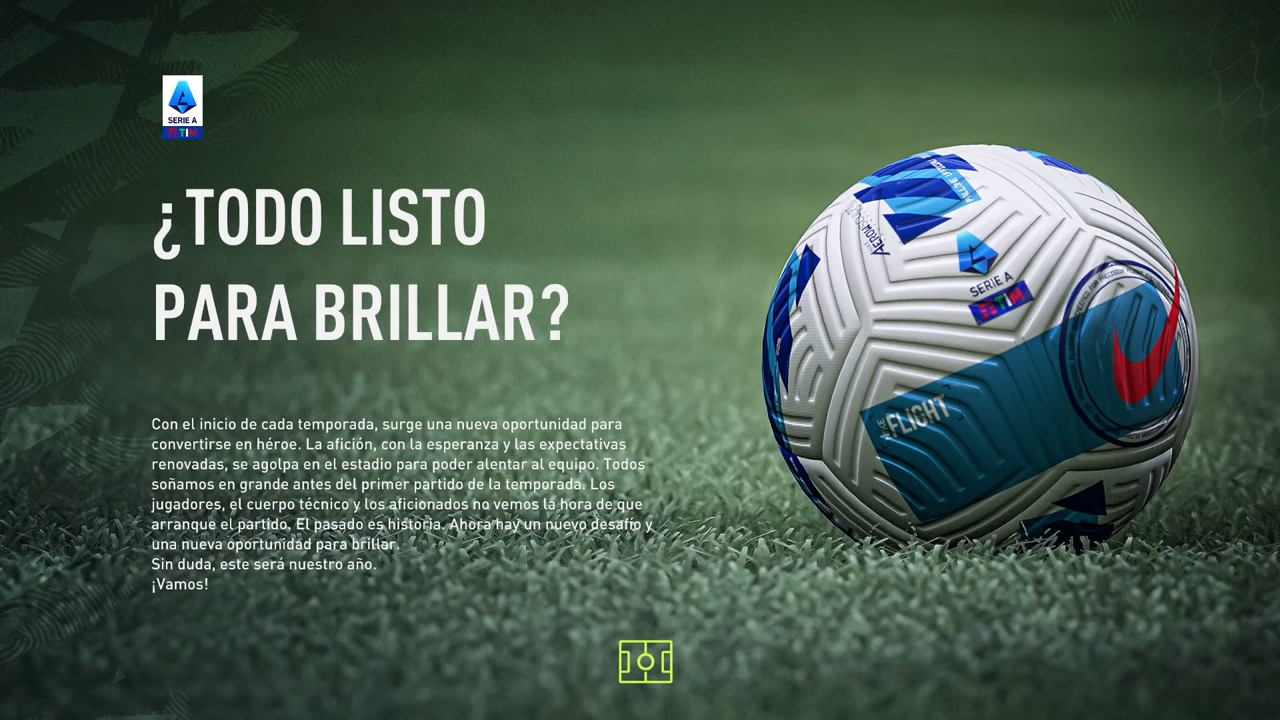 SERIE A
TIM
¿TODO LISTO
PARA BRILLAR?
Con el inicio de cada temporada, surge una nueva oportunidad para
convertirse en héroe. La afición, con la esperanza y las expectativas
renovadas, se agolpa en el estadio para poder alentar al equipo. Todos
soñamos en grande antes del primer partido de la temporada. Los
jugadores, el cuerpo técnico y los aficionados no vemos la hora de que
arranque el partido. El pasado es historia. Ahora hay un nuevo desafío y
una nueva oportunidad para brillar.
Sin duda, este será nuestro año.
¡Vamos!
AEROWSCULPT
SERIE A
TIM
NIKE FLIGHT